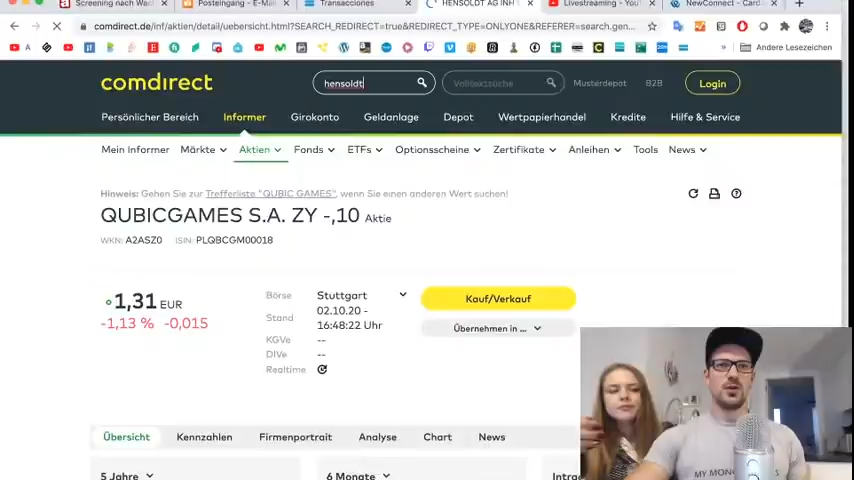 Screening nach Wach
Posteingang - E-Mail
Transacciones
HENSOLDT AG INH
Livestreaming - YouT
NewConnect - Card
comdirect.de/inf/aktien/detail/uebersicht.html?SEARCH_REDIRECT=true&REDIRECT_TYPE=ONLYONE&REFERER=search.gen...
Andere Lesezeichen
comdirect
hensoldt
Volltextsuche
Musterdepot
B2B
Login
Persönlicher Bereich
Informer
Girokonto
Geldanlage
Depot
Wertpapierhandel
Kredite
Hilfe & Service
Mein Informer
Märkte
Aktien
Fonds
ETFs
Optionsscheine
Zertifikate
Anleihen
Tools
News
Hinweis: Gehen Sie zur Trefferliste "QUBIC GAMES", wenn Sie einen anderen Wert suchen!
QUBICGAMES S.A. ZY -,10 Aktie
WKN: A2ASZ0 ISIN: PLQBCGM00018
1,31 EUR
-1,13 % -0,015
Börse Stuttgart
Stand 02.10.20 -
16:48:22 Uhr
KGVe --
DIVe --
Realtime
Kauf/Verkauf
Übernehmen in ...
Übersicht
Kennzahlen
Firmenportrait
Analyse
Chart
News
5 Jahre
6 Monate
Intra
MY MON